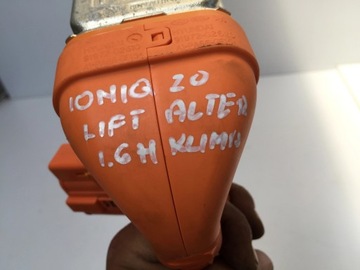 IONIQ 20
LIFT ALTER
1.6H KLIMA